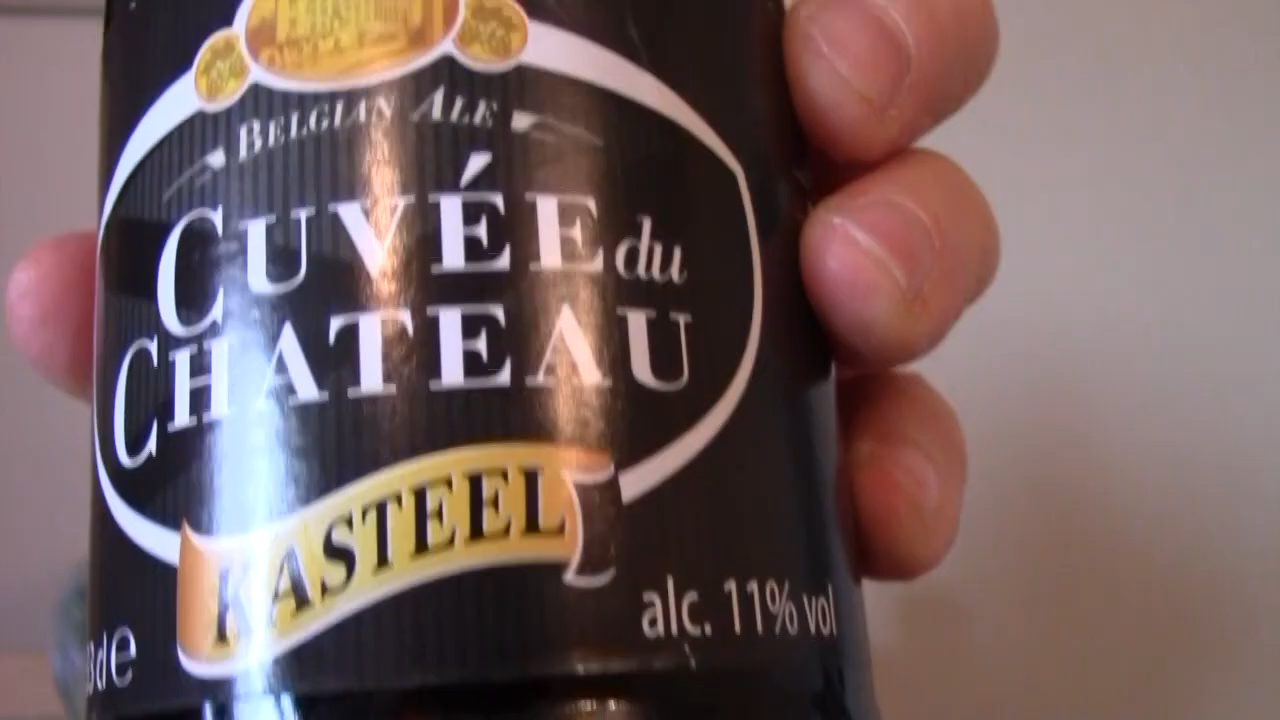 BELGIAN ALE
CUVÉE du
CHATEAU
KASTEEL
alc. 11% vol